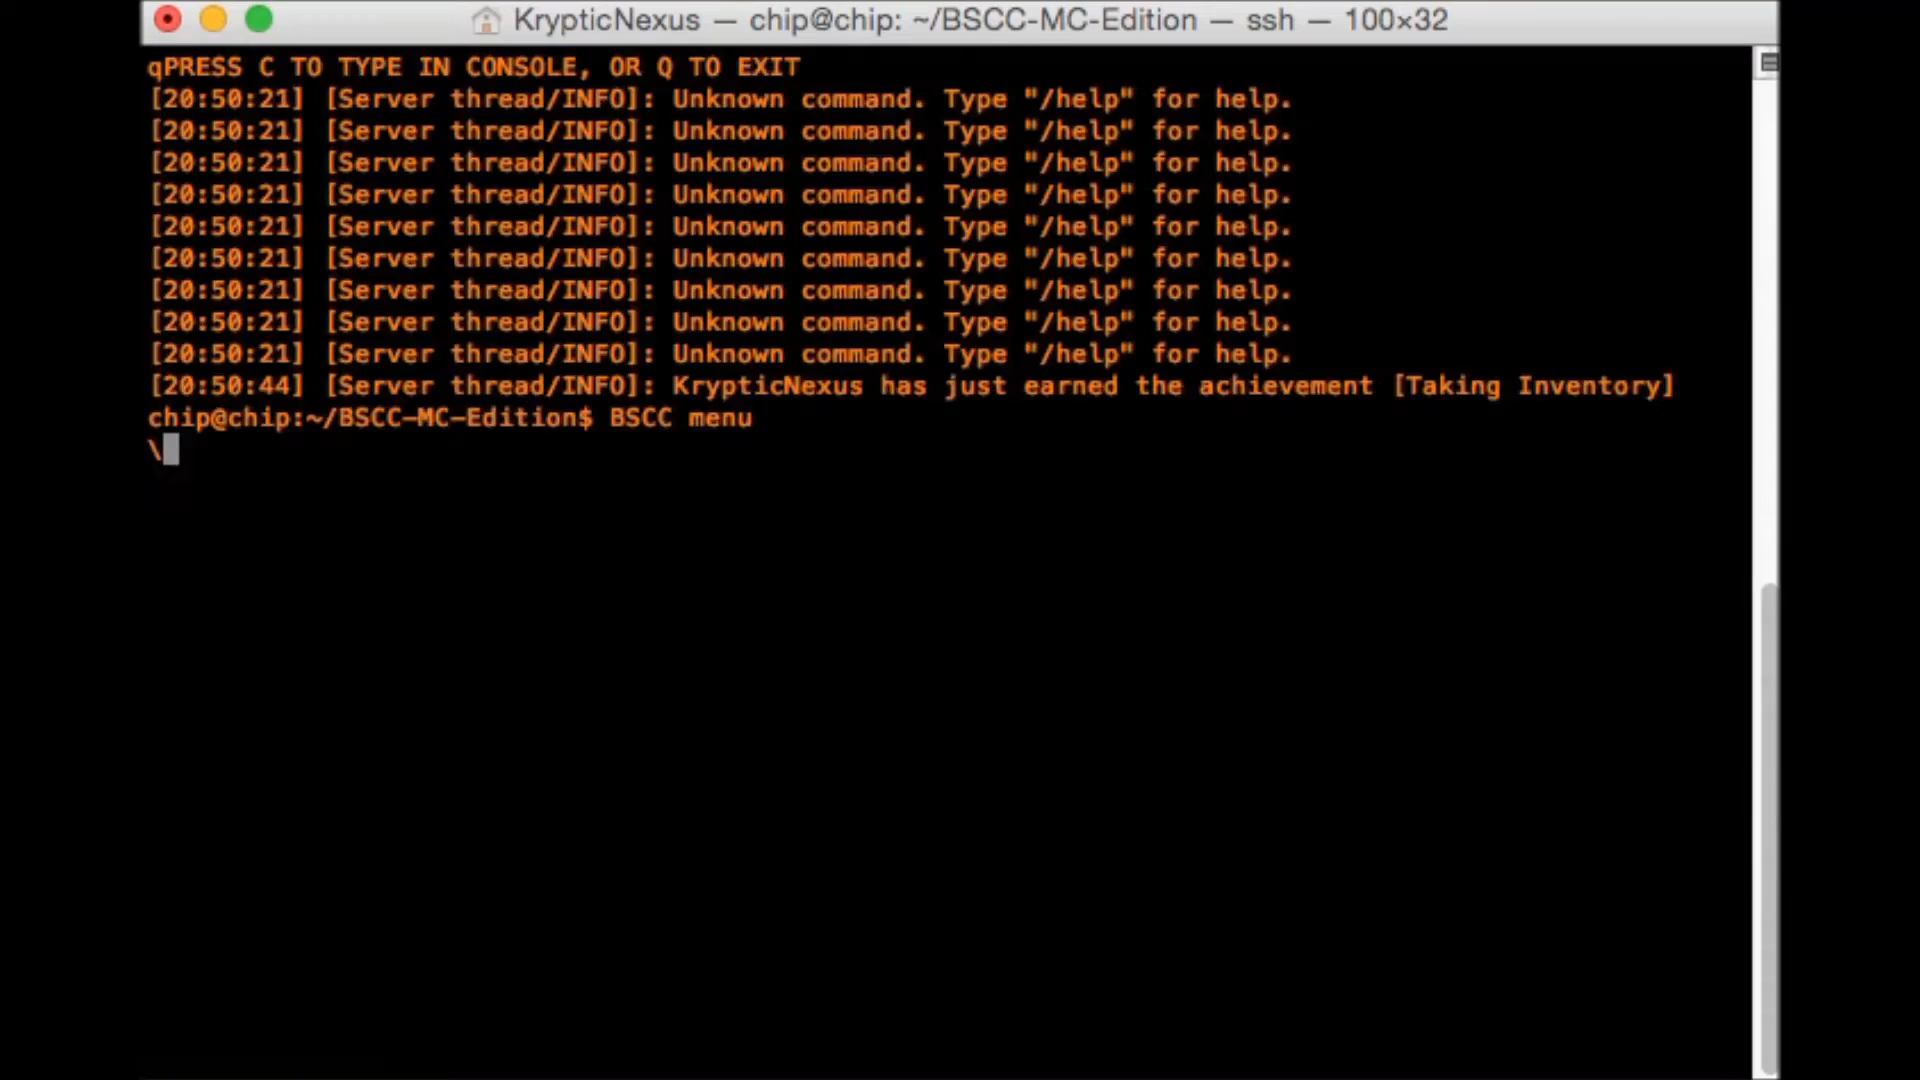 KrypticNexus — chip@chip: ~/BSCC-MC-Edition — ssh — 100×32
qPRESS C TO TYPE IN CONSOLE, OR Q TO EXIT
[20:50:21] [Server thread/INFO]: Unknown command. Type "/help" for help.
[20:50:21] [Server thread/INFO]: Unknown command. Type "/help" for help.
[20:50:21] [Server thread/INFO]: Unknown command. Type "/help" for help.
[20:50:21] [Server thread/INFO]: Unknown command. Type "/help" for help.
[20:50:21] [Server thread/INFO]: Unknown command. Type "/help" for help.
[20:50:21] [Server thread/INFO]: Unknown command. Type "/help" for help.
[20:50:21] [Server thread/INFO]: Unknown command. Type "/help" for help.
[20:50:21] [Server thread/INFO]: Unknown command. Type "/help" for help.
[20:50:21] [Server thread/INFO]: Unknown command. Type "/help" for help.
[20:50:44] [Server thread/INFO]: KrypticNexus has just earned the achievement [Taking Inventory]
chip@chip:~/BSCC-MC-Edition$ BSCC menu
\